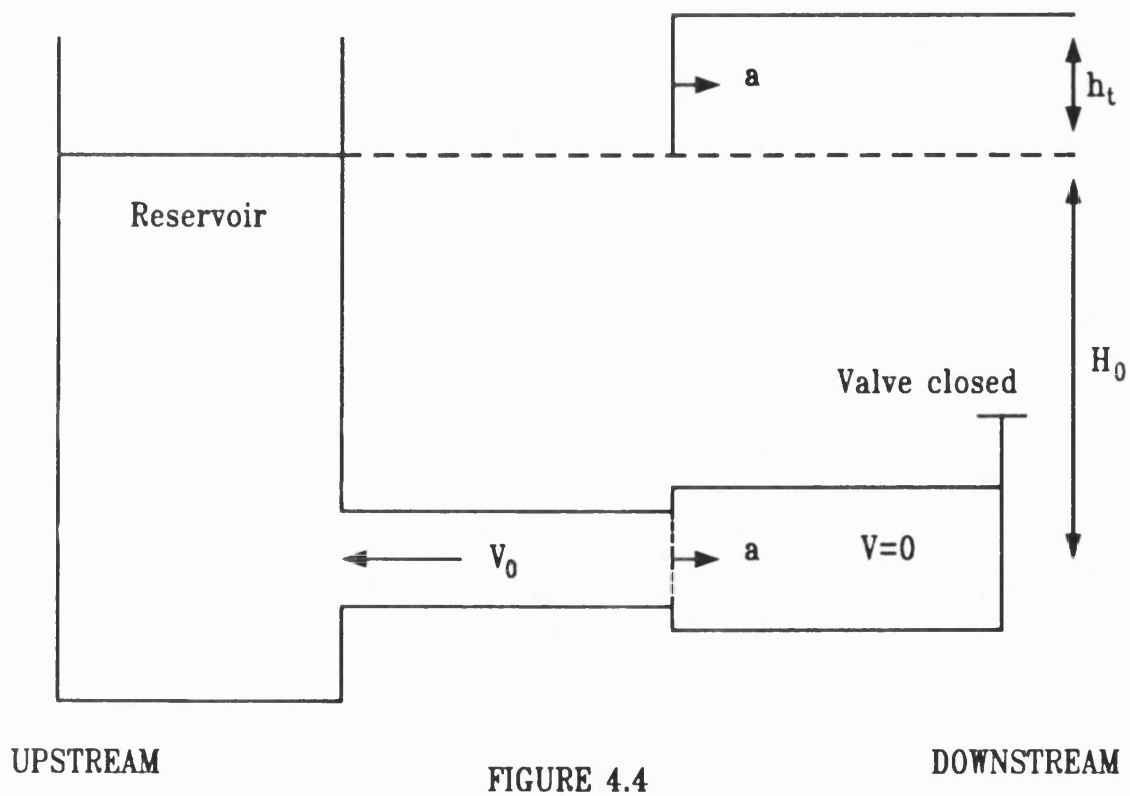 a
h_t
Reservoir
H_0
Valve closed
V_0
a
V=0
UPSTREAM
DOWNSTREAM
FIGURE 4.4